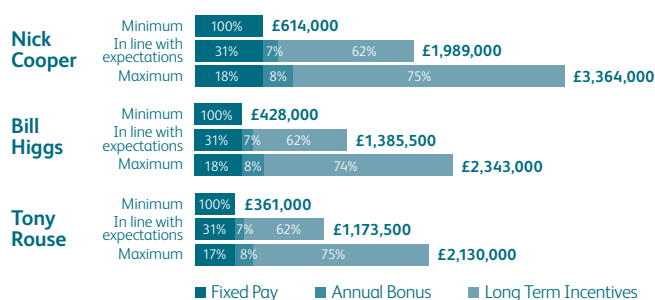 Nick
Cooper
Minimum 100% £614,000
In line with
expectations 31% 7% 62% £1,989,000
Maximum 18% 8% 75% £3,364,000
Bill
Higgs
Minimum 100% £428,000
In line with
expectations 31% 7% 62% £1,385,500
Maximum 18% 8% 74% £2,343,000
Tony
Rouse
Minimum 100% £361,000
In line with
expectations 31% 7% 62% £1,173,500
Maximum 17% 8% 75% £2,130,000
Fixed Pay Annual Bonus Long Term Incentives